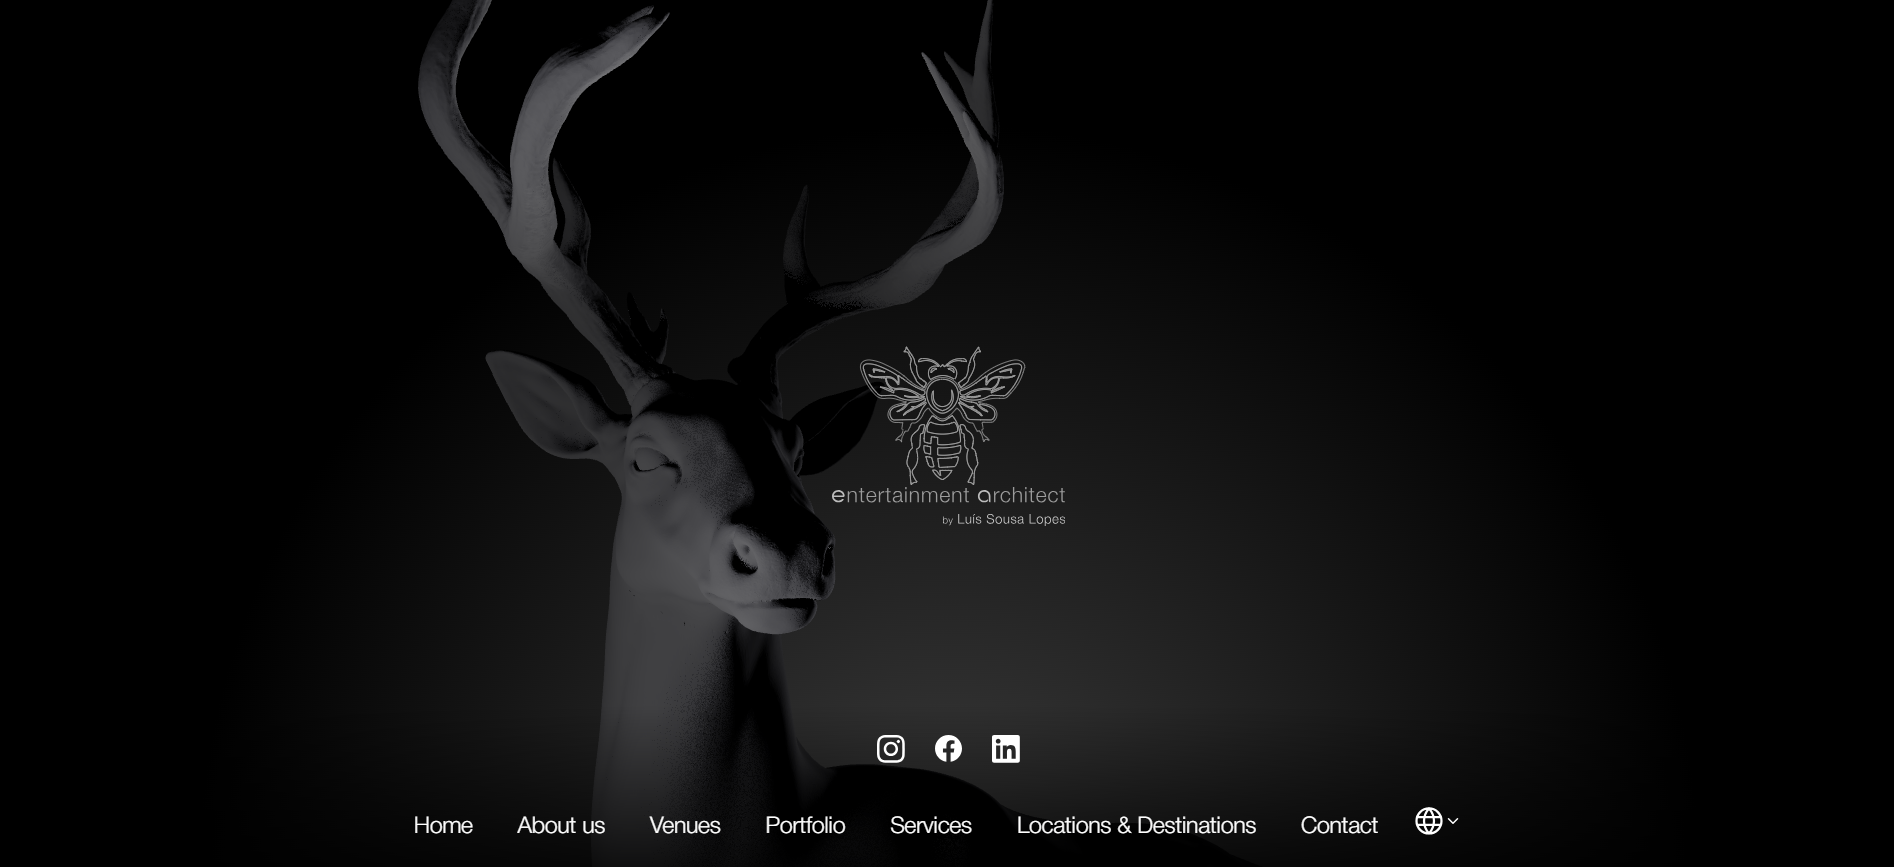 entertainment architect
by Luís Sousa Lopes
Home About us Venues Portfolio Services Locations & Destinations Contact